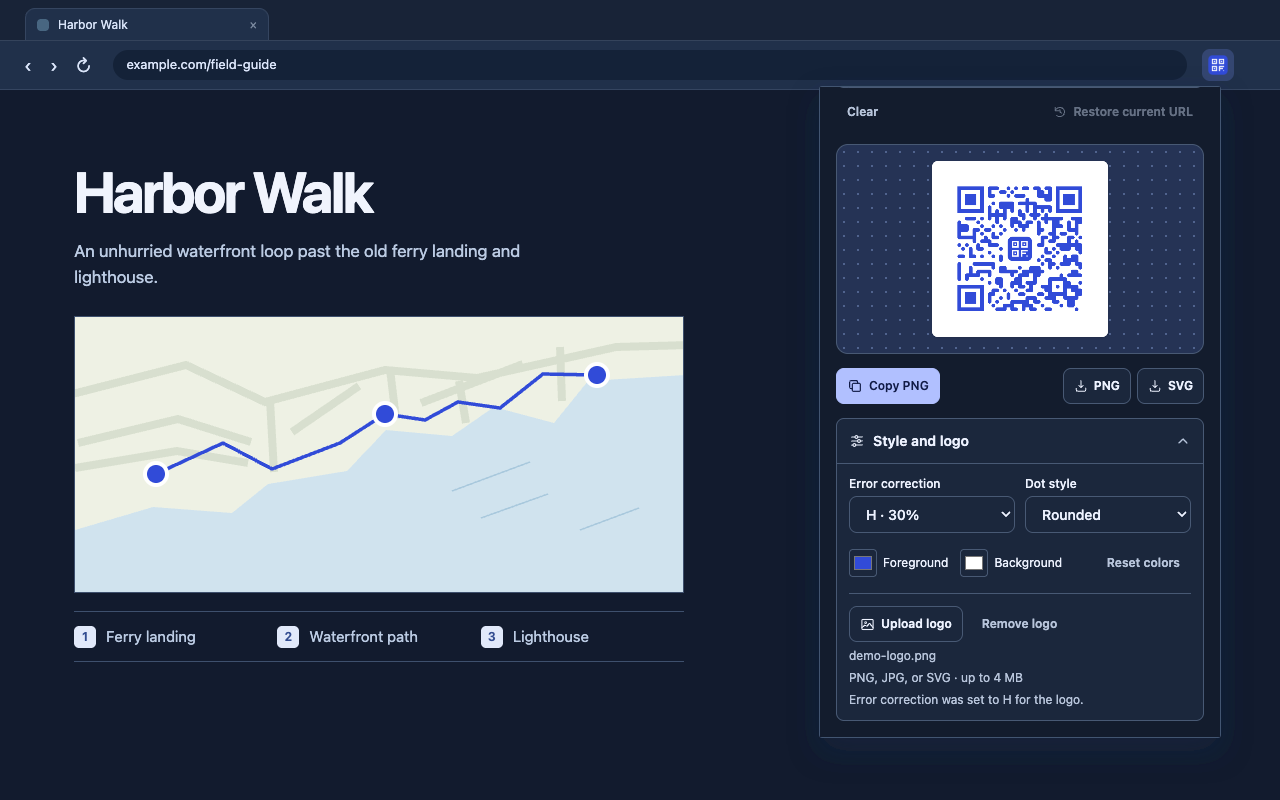 Harbor Walk
×
example.com/field-guide
Harbor Walk
An unhurried waterfront loop past the old ferry landing and
lighthouse.
1 Ferry landing
2 Waterfront path
3 Lighthouse
Clear
Restore current URL
Copy PNG
PNG
SVG
Style and logo
Error correction
Dot style
H · 30%
Rounded
Foreground
Background
Reset colors
Upload logo
Remove logo
demo-logo.png
PNG, JPG, or SVG · up to 4 MB
Error correction was set to H for the logo.